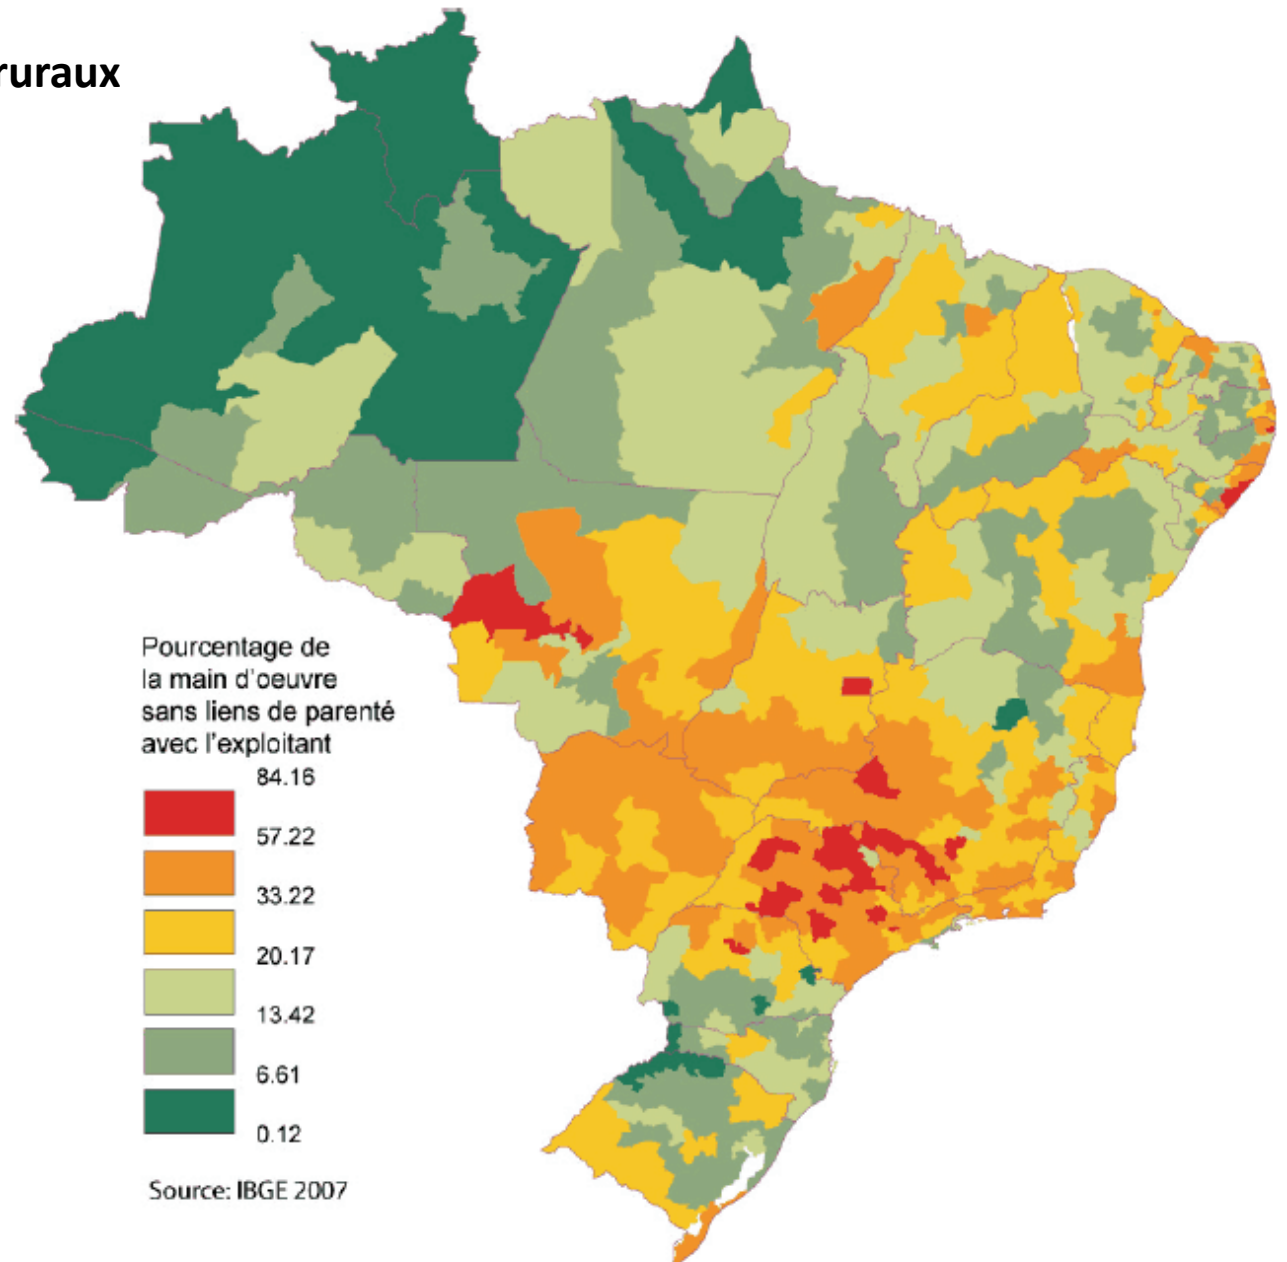 ruraux
Pourcentage de
la main d'oeuvre
sans liens de parenté
avec l'exploitant
84.16
57.22
33.22
20.17
13.42
6.61
0.12
Source: IBGE 2007